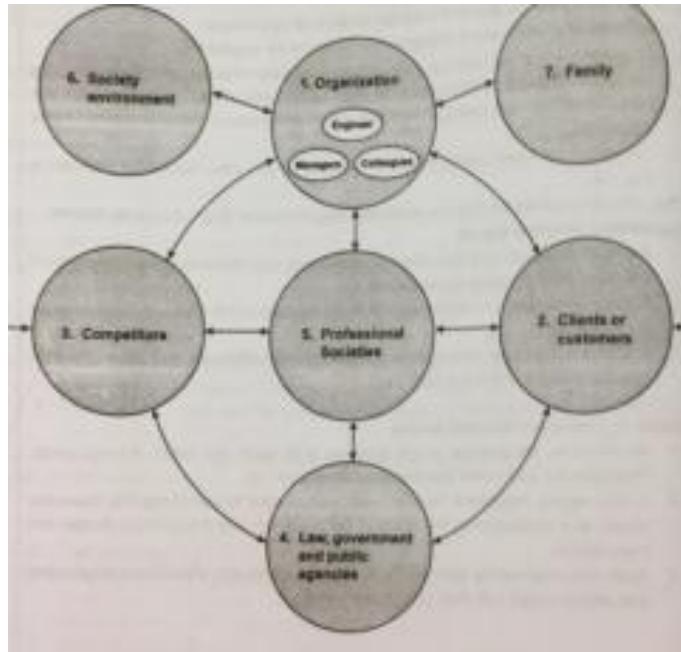 6. Society
environment
1. Organization
Engineer
Managers
Colleagues
7. Family
3. Competitors
5. Professional
Societies
2. Clients or
customers
4. Law, government
and public
agencies